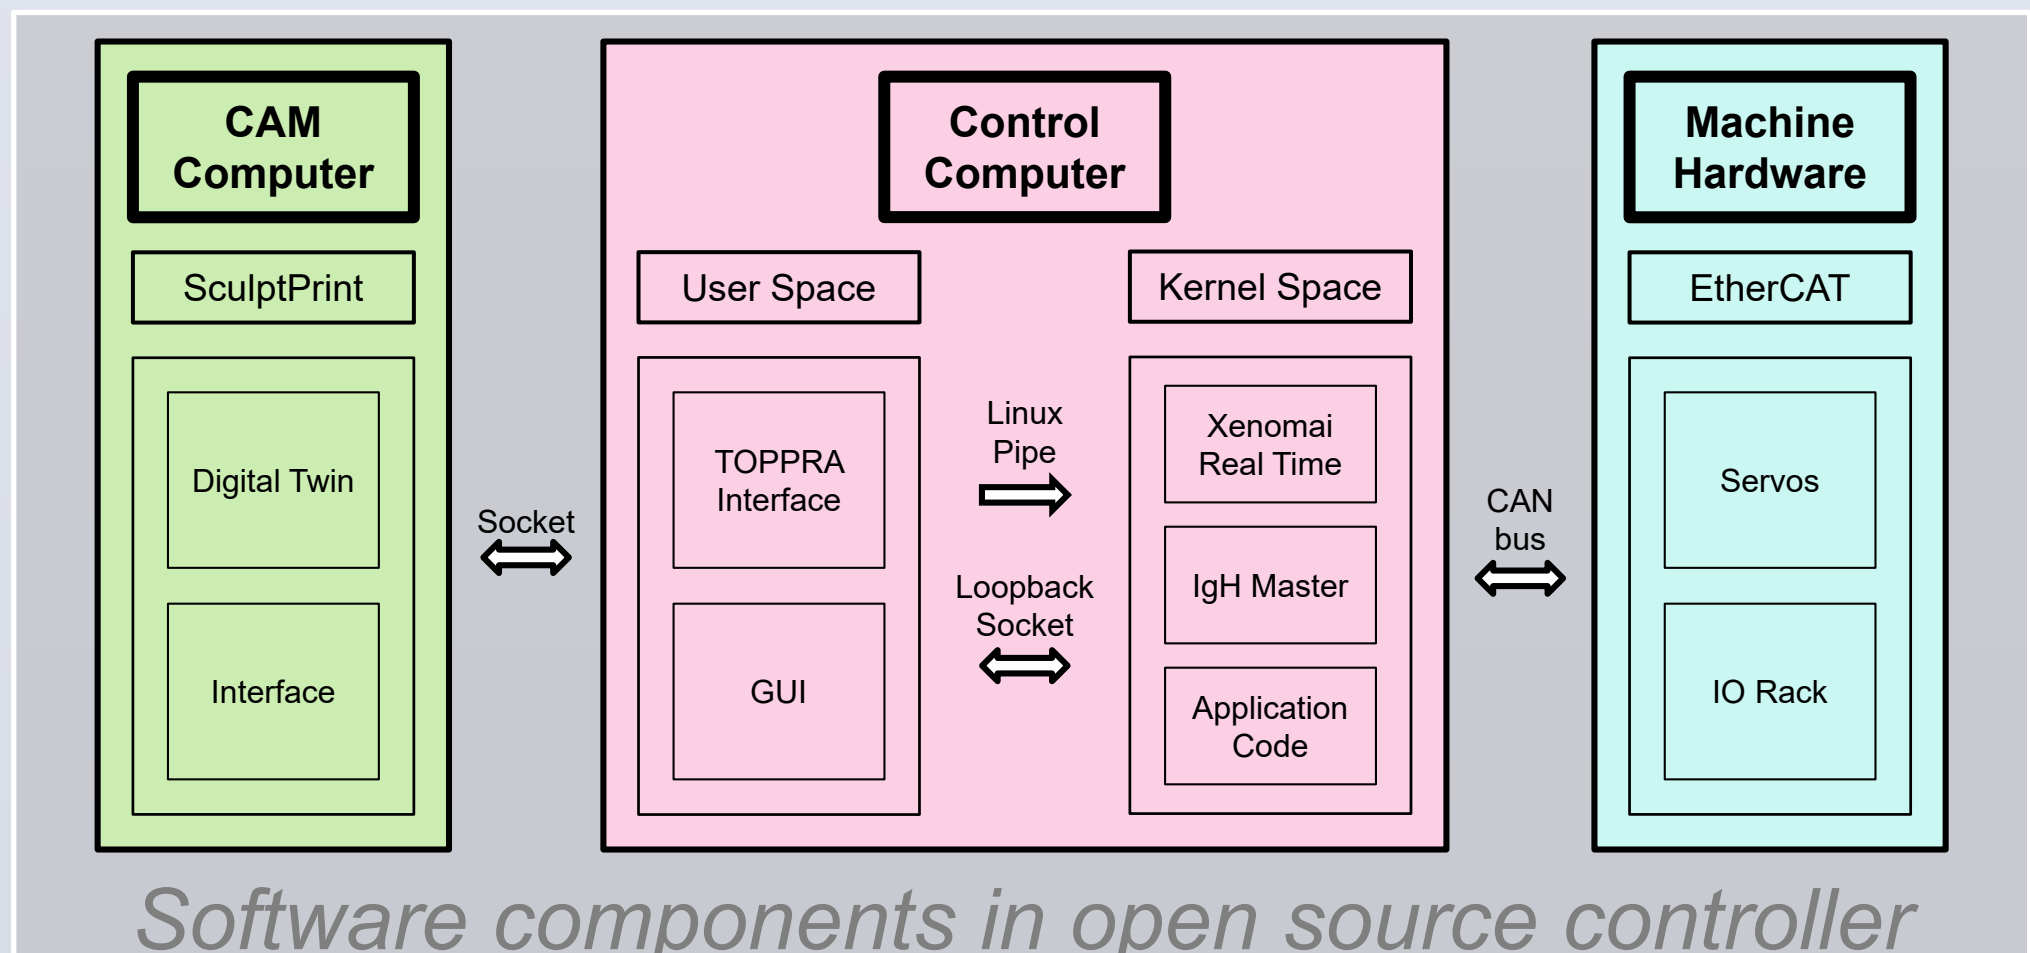 CAM
Computer
SculptPrint
Digital Twin
Interface
Socket
Control
Computer
User Space
TOPPRA
Interface
GUI
Linux
Pipe
Loopback
Socket
Kernel Space
Xenomai
Real Time
IgH Master
Application
Code
CAN
bus
Machine
Hardware
EtherCAT
Servos
IO Rack
Software components in open source controller